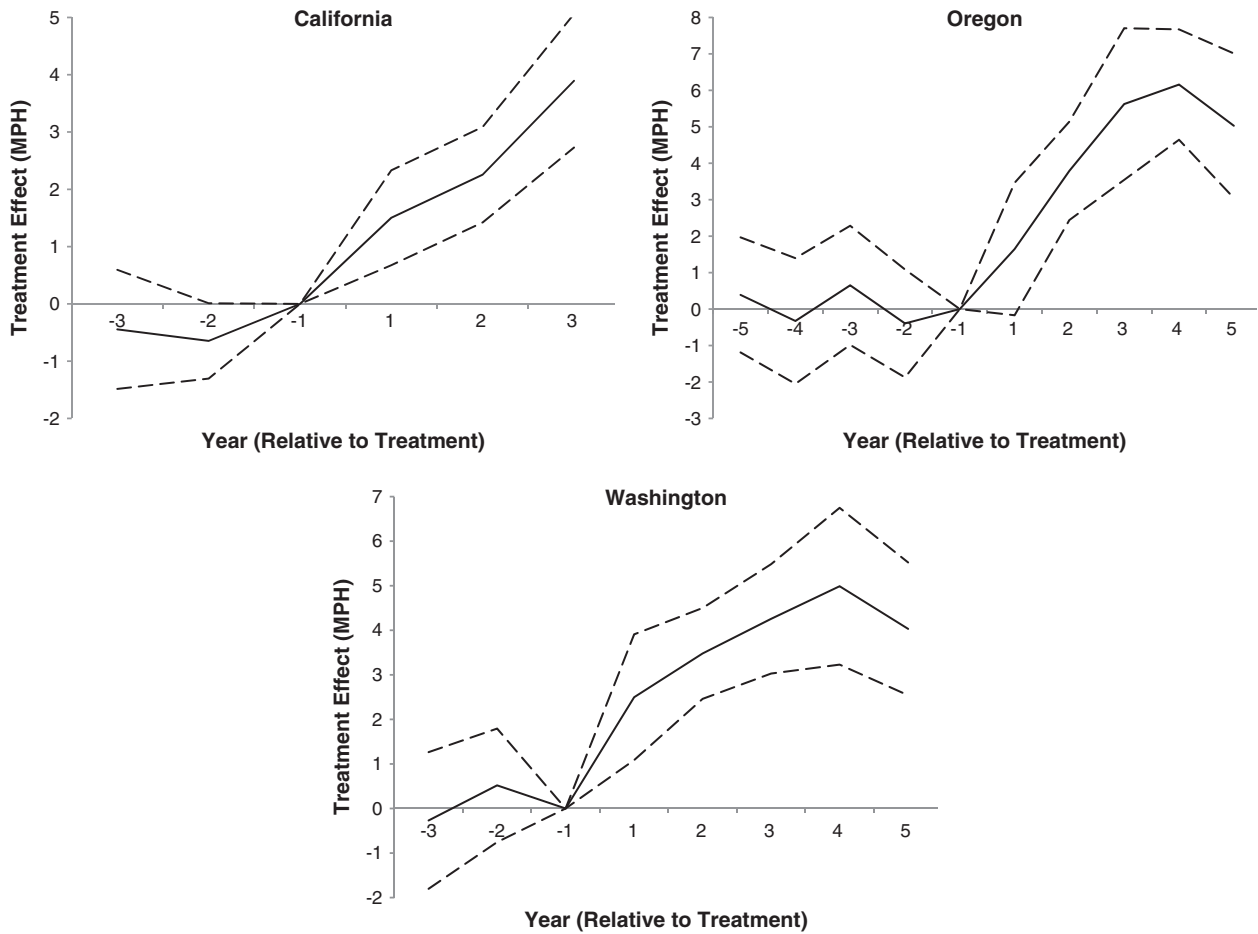 California
Treatment Effect (MPH)
5
4
3
2
1
0
-1
-2
-3 -2 -1 1 2 3
Year (Relative to Treatment)
Oregon
Treatment Effect (MPH)
8
7
6
5
4
3
2
1
0
-1
-2
-3
-5 -4 -3 -2 -1 1 2 3 4 5
Year (Relative to Treatment)
Washington
Treatment Effect (MPH)
7
6
5
4
3
2
1
0
-1
-2
-3 -2 -1 1 2 3 4 5
Year (Relative to Treatment)